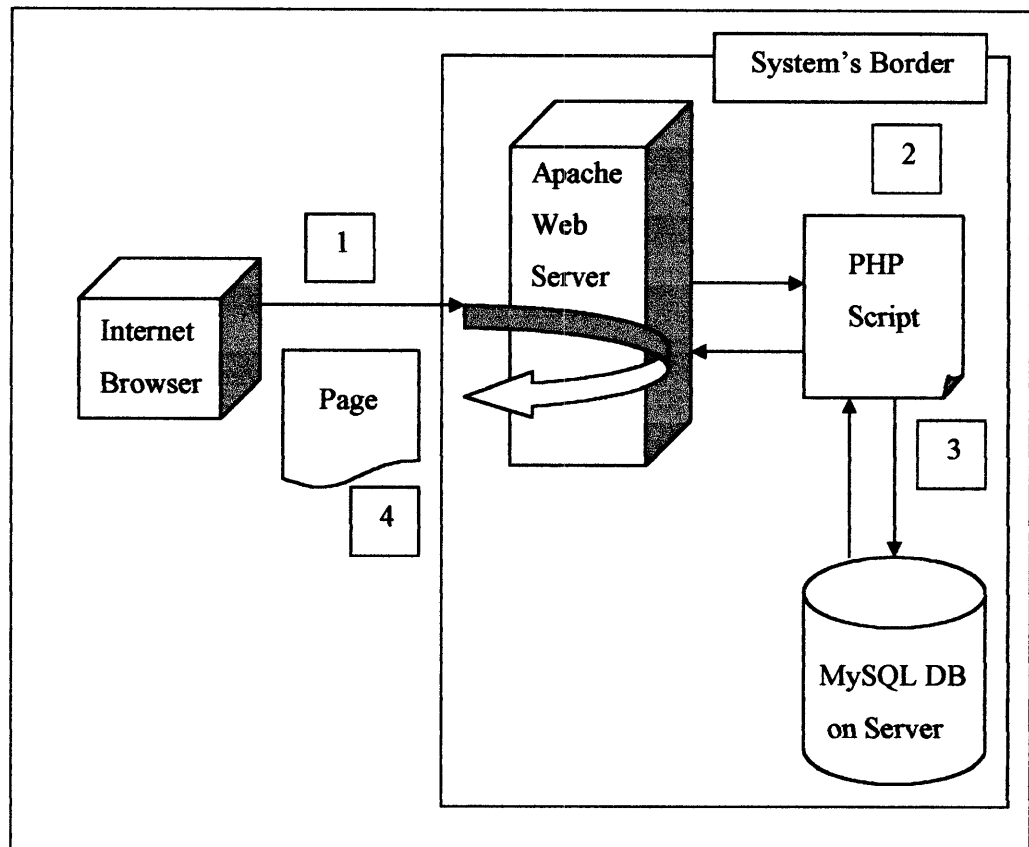 System's Border
2
Apache
Web
Server
1
PHP
Script
Internet
Browser
Page
3
4
MySQL DB
on Server